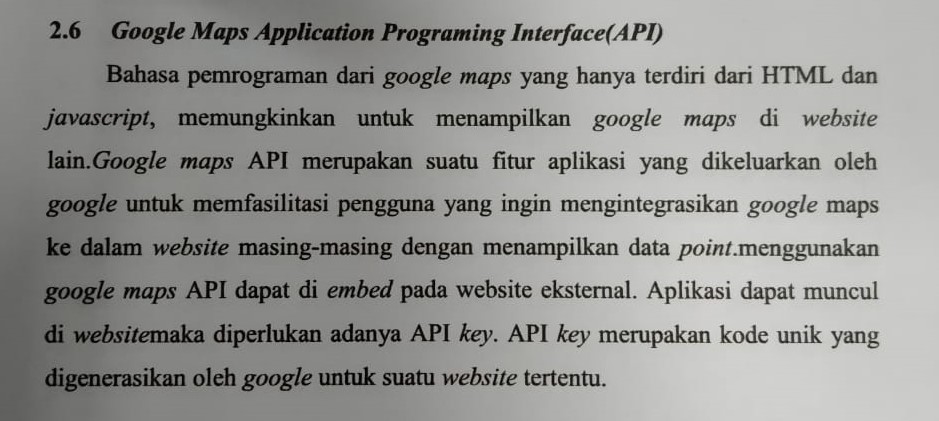 2.6 Google Maps Application Programing Interface(API)
Bahasa pemrograman dari google maps yang hanya terdiri dari HTML dan
javascript, memungkinkan untuk menampilkan google maps di website
lain.Google maps API merupakan suatu fitur aplikasi yang dikeluarkan oleh
google untuk memfasilitasi pengguna yang ingin mengintegrasikan google maps
ke dalam website masing-masing dengan menampilkan data point.menggunakan
google maps API dapat di embed pada website eksternal. Aplikasi dapat muncul
di websitemaka diperlukan adanya API key. API key merupakan kode unik yang
digenerasikan oleh google untuk suatu website tertentu.